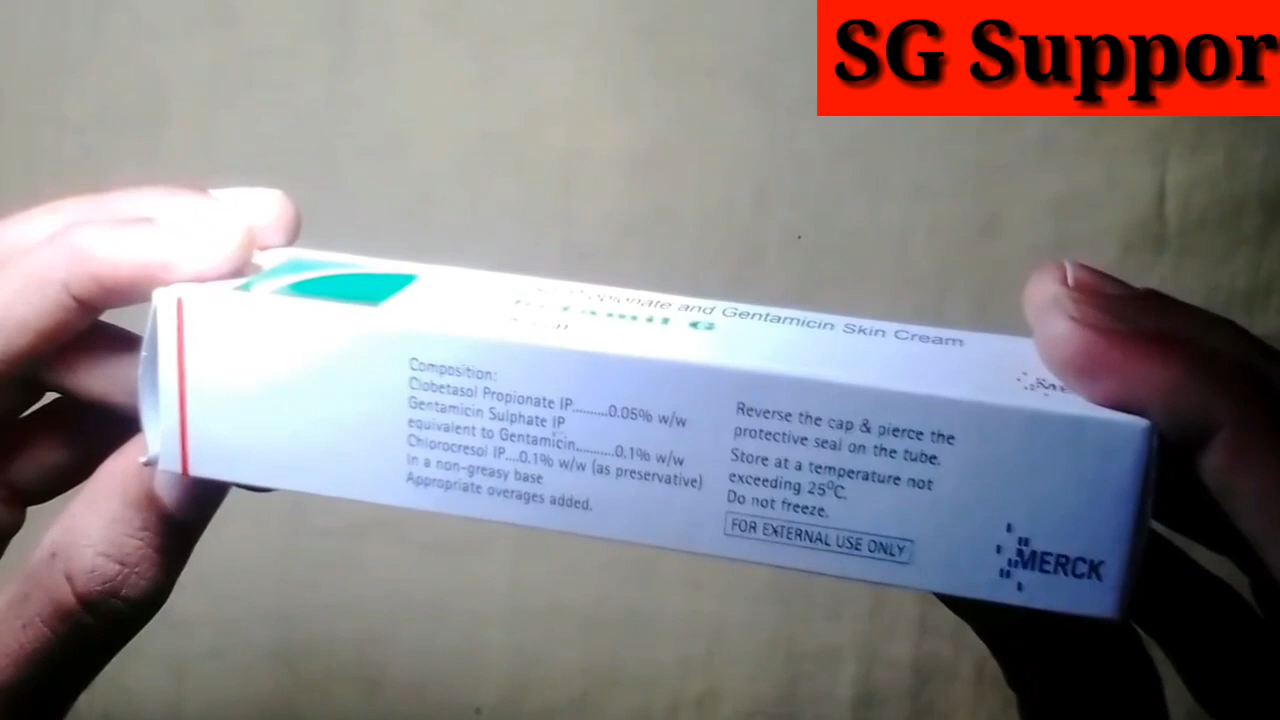 SG Suppor
and Gentamicin Skin Cream
G
Composition:
Clobetasol Propionate IP.........0.05% w/w
Gentamicin Sulphate IP
equivalent to Gentamicin..........0.1% w/w
Chlorocresol IP....0.1% w/w (as preservative)
In a non-greasy base
Appropriate overages added.
Reverse the cap & pierce the
protective seal on the tube.
Store at a temperature not
exceeding 25⁰C.
Do not freeze.
FOR EXTERNAL USE ONLY
MERCK